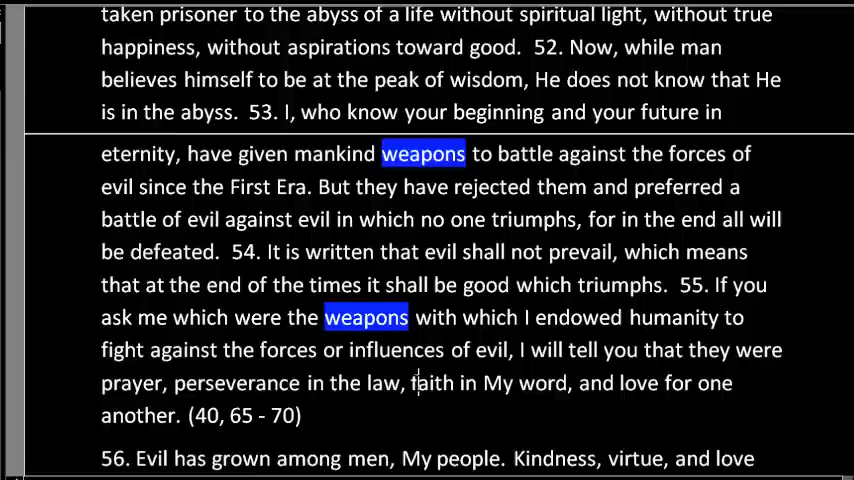 taken prisoner to the abyss of a life without spiritual light, without true
happiness, without aspirations toward good.  52.  Now, while man
believes himself to be at the peak of wisdom, He does not know that He
is in the abyss.  53.  I, who know your beginning and your future in
eternity, have given mankind weapons to battle against the forces of
evil since the First Era. But they have rejected them and preferred a
battle of evil against evil in which no one triumphs, for in the end all will
be defeated.  54.  It is written that evil shall not prevail, which means
that at the end of the times it shall be good which triumphs.  55.  If you
ask me which were the weapons with which I endowed humanity to
fight against the forces or influences of evil, I will tell you that they were
prayer, perseverance in the law, faith in My word, and love for one
another. (40, 65 - 70)
56.  Evil has grown among men, My people.  Kindness, virtue, and love